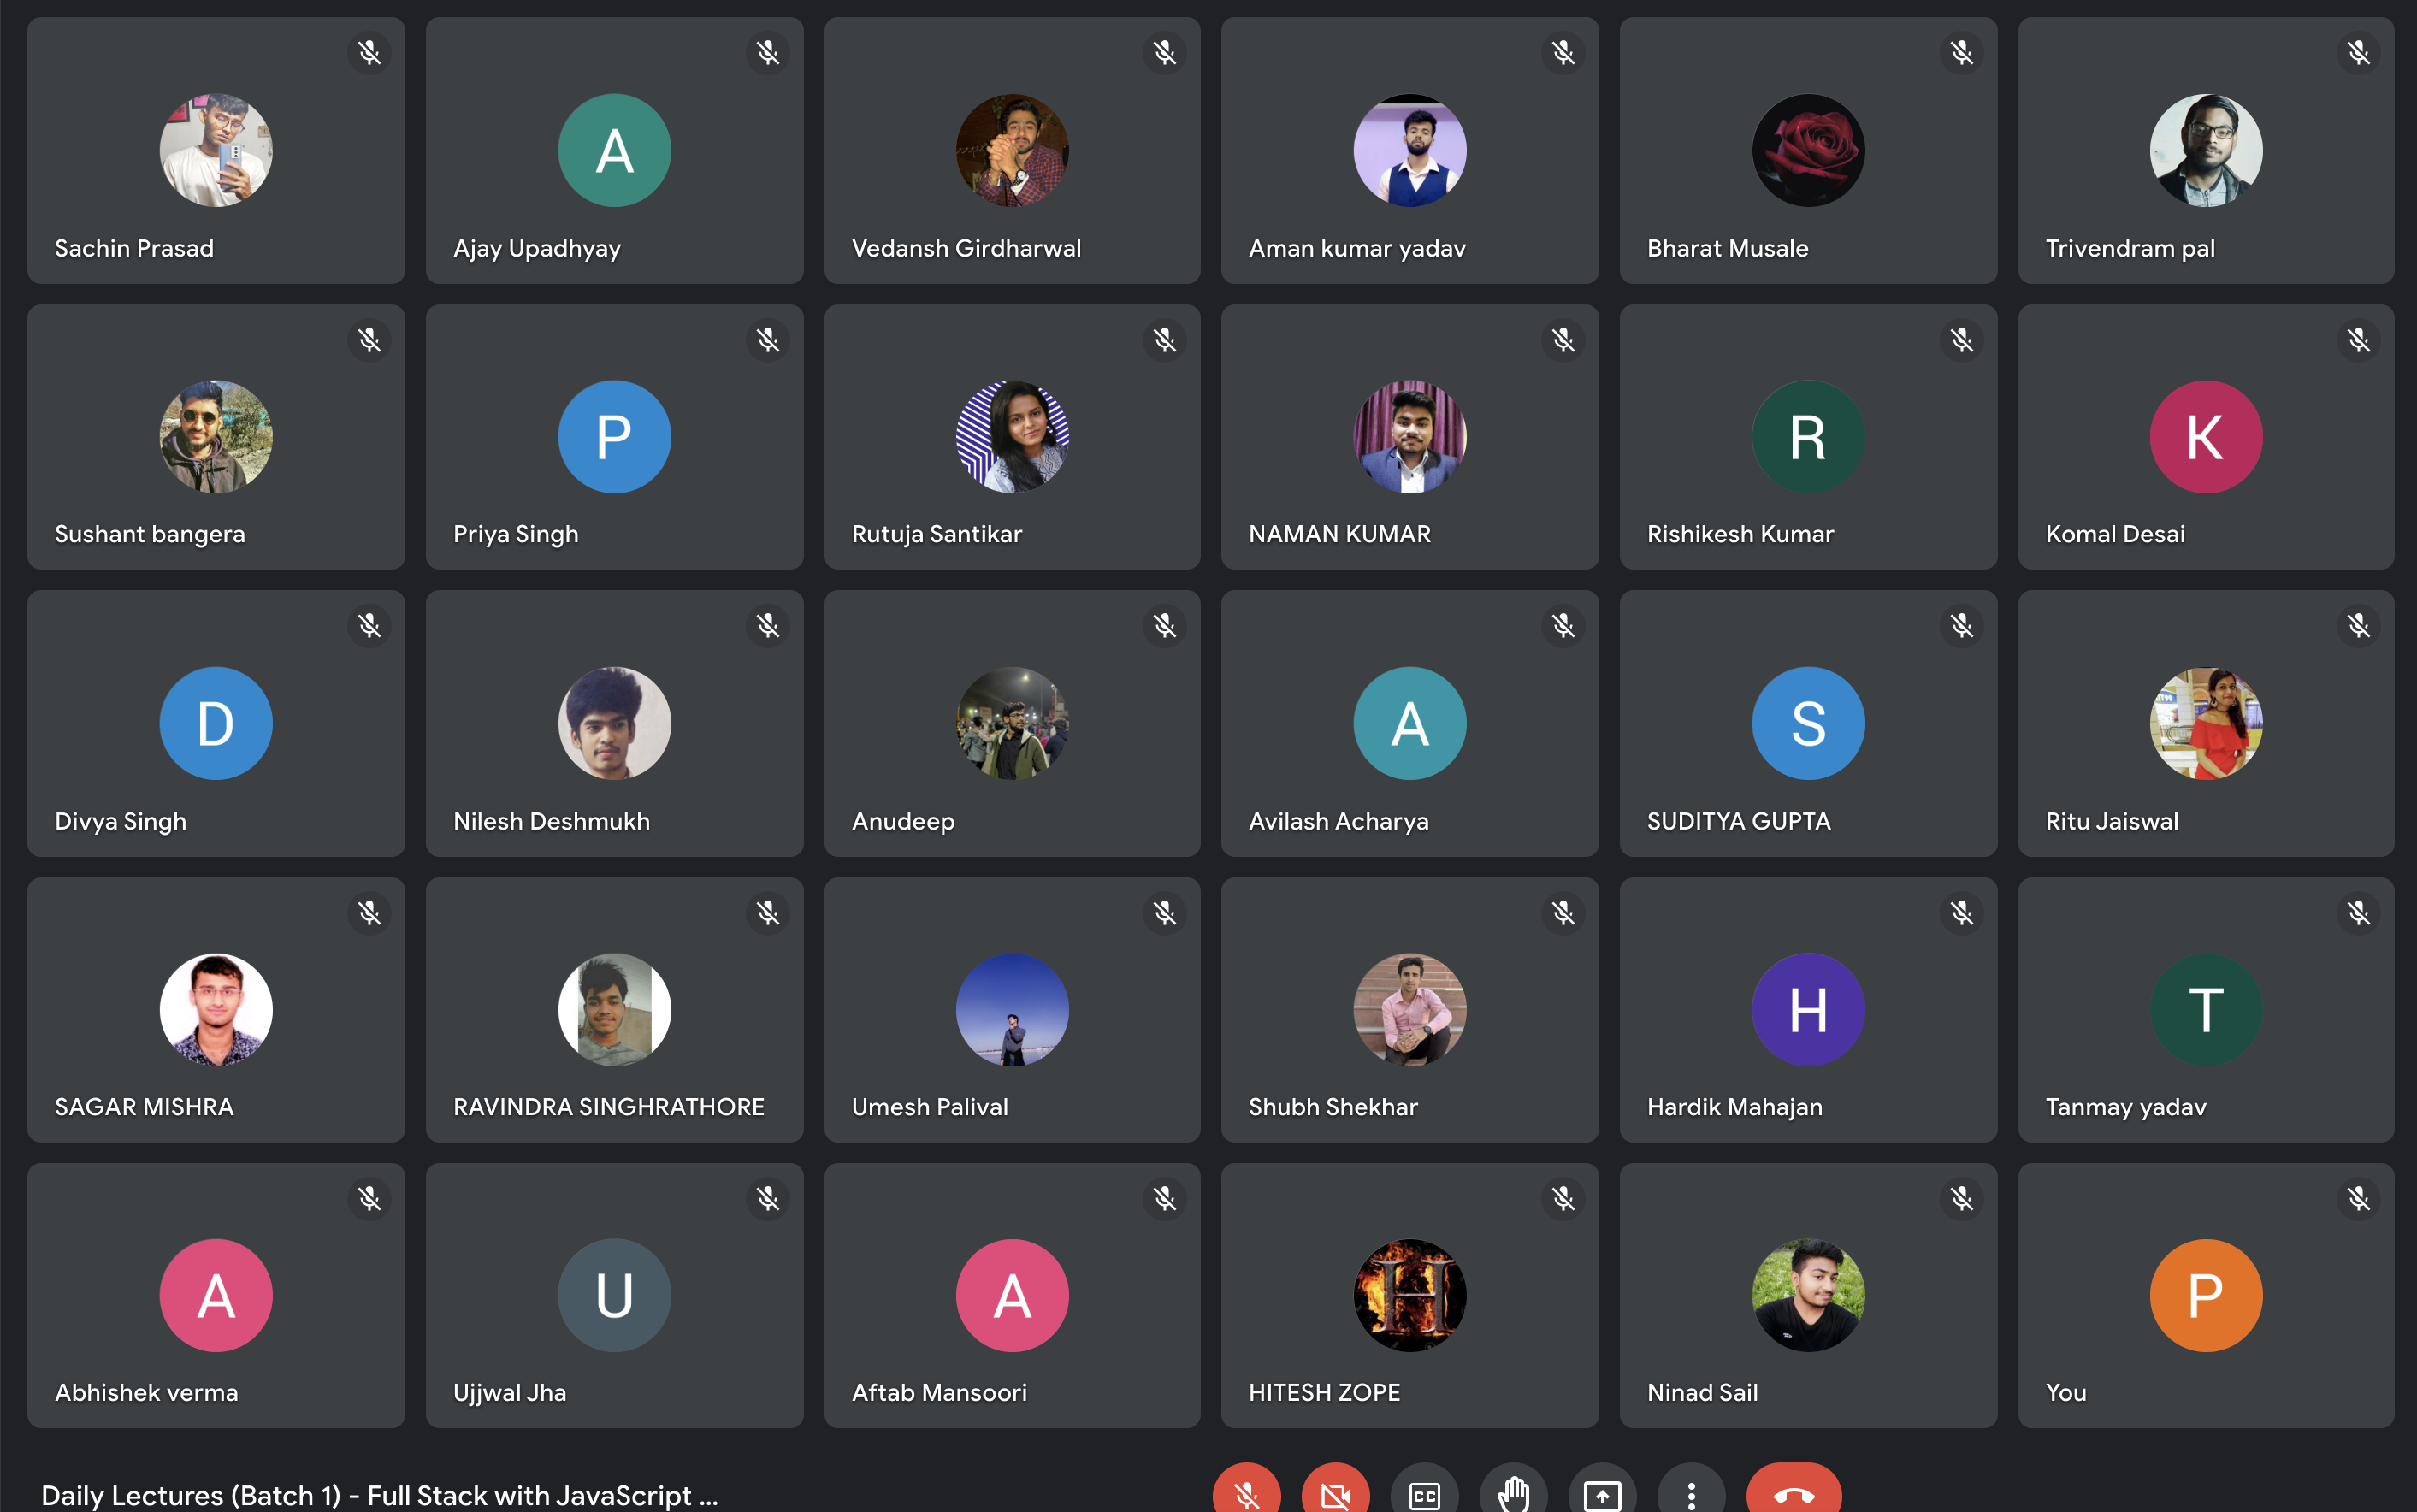 Sachin Prasad
A
Ajay Upadhyay
Vedansh Girdharwal
Aman kumar yadav
Bharat Musale
Trivendram pal
Sushant bangera
P
Priya Singh
Rutuja Santikar
NAMAN KUMAR
R
Rishikesh Kumar
K
Komal Desai
D
Divya Singh
Nilesh Deshmukh
Anudeep
A
Avilash Acharya
S
SUDITYA GUPTA
Ritu Jaiswal
SAGAR MISHRA
RAVINDRA SINGHRATHORE
Umesh Palival
Shubh Shekhar
H
Hardik Mahajan
T
Tanmay yadav
A
Abhishek verma
U
Ujjwal Jha
A
Aftab Mansoori
H
HITESH ZOPE
Ninad Sail
P
You
Daily Lectures (Batch 1) - Full Stack with JavaScript ...
CC